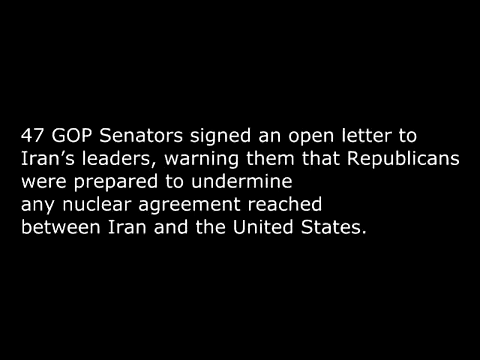 47 GOP Senators signed an open letter to
Iran’s leaders, warning them that Republicans
were prepared to undermine
any nuclear agreement reached
between Iran and the United States.